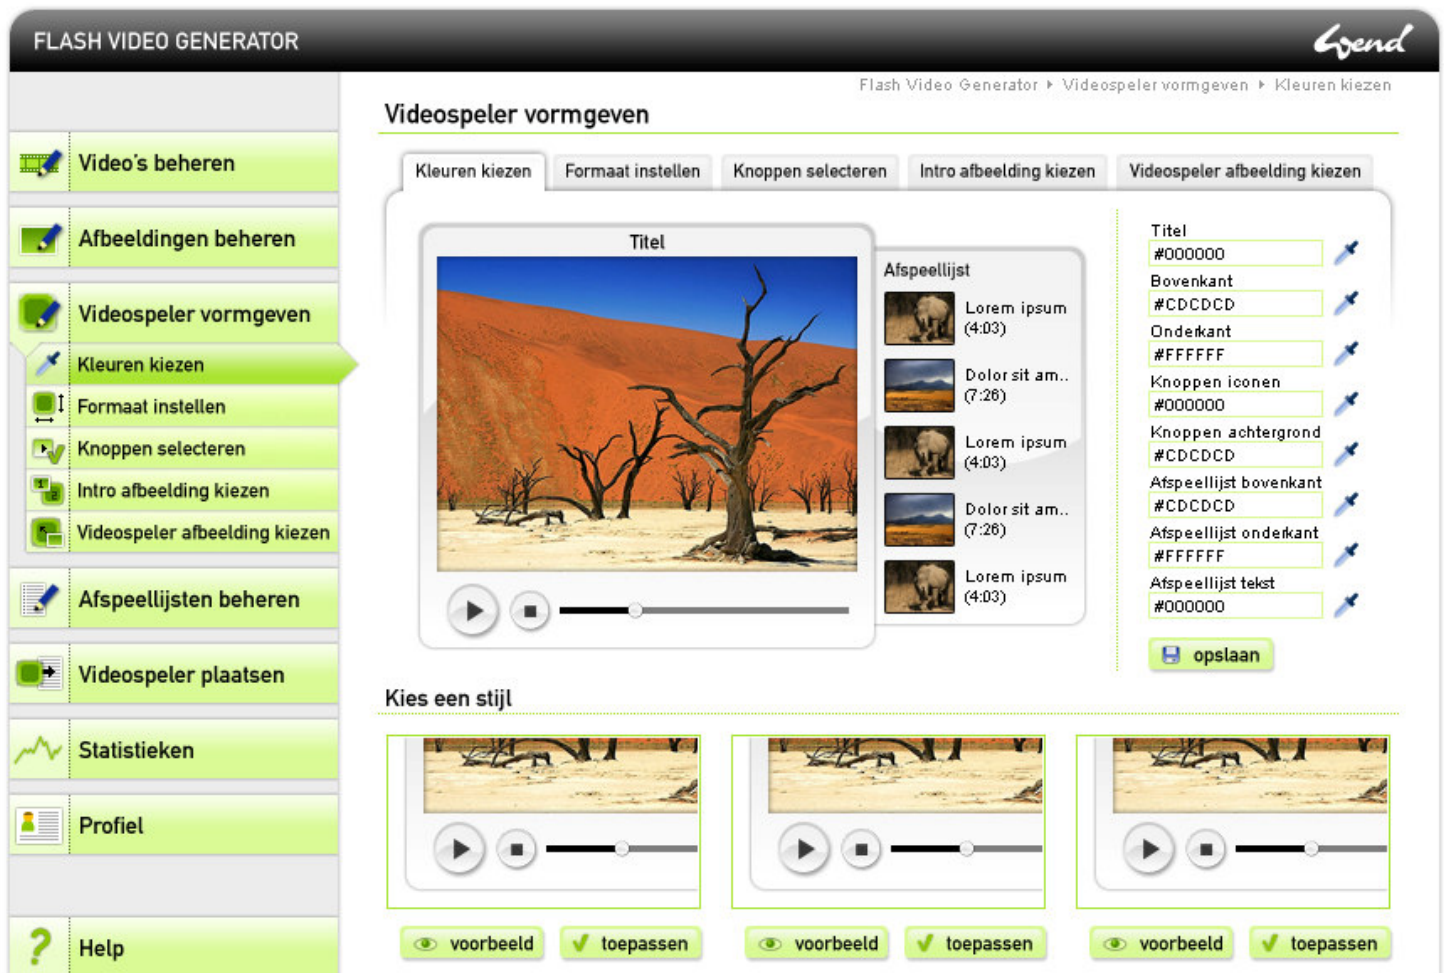 FLASH VIDEO GENERATOR
Wend
Flash Video Generator ▸ Videospeler vormgeven ▸ Kleuren kiezen
Videospeler vormgeven
Video's beheren
Afbeeldingen beheren
Videospeler vormgeven
Kleuren kiezen
Formaat instellen
Knoppen selecteren
Intro afbeelding kiezen
Videospeler afbeelding kiezen
Afspeellijsten beheren
Videospeler plaatsen
Statistieken
Profiel
Help
Kleuren kiezen
Formaat instellen
Knoppen selecteren
Intro afbeelding kiezen
Videospeler afbeelding kiezen
Titel
Afspeellijst
Lorem ipsum
(4:03)
Dolor sit am..
(7:26)
Lorem ipsum
(4:03)
Dolor sit am..
(7:26)
Lorem ipsum
(4:03)
Titel
#000000
Bovenkant
#CDCDCD
Onderkant
#FFFFFF
Knoppen iconen
#000000
Knoppen achtergrond
#CDCDCD
Afspeellijst bovenkant
#CDCDCD
Afspeellijst onderkant
#FFFFFF
Afspeellijst tekst
#000000
opslaan
Kies een stijl
voorbeeld
toepassen
voorbeeld
toepassen
voorbeeld
toepassen